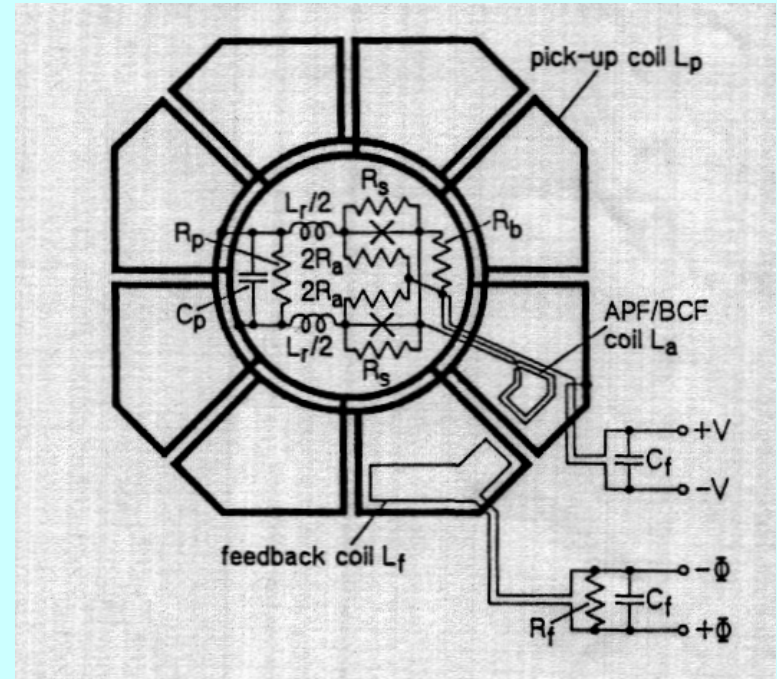 pick-up coil Lp
Rs
Lr/2
Rp
Rb
2Ra
2Ra
Cp
APF/BCF
coil La
Lr/2
Rs
+V
Cf
-V
feedback coil Lf
-Φ
Cf
Rf
+Φ